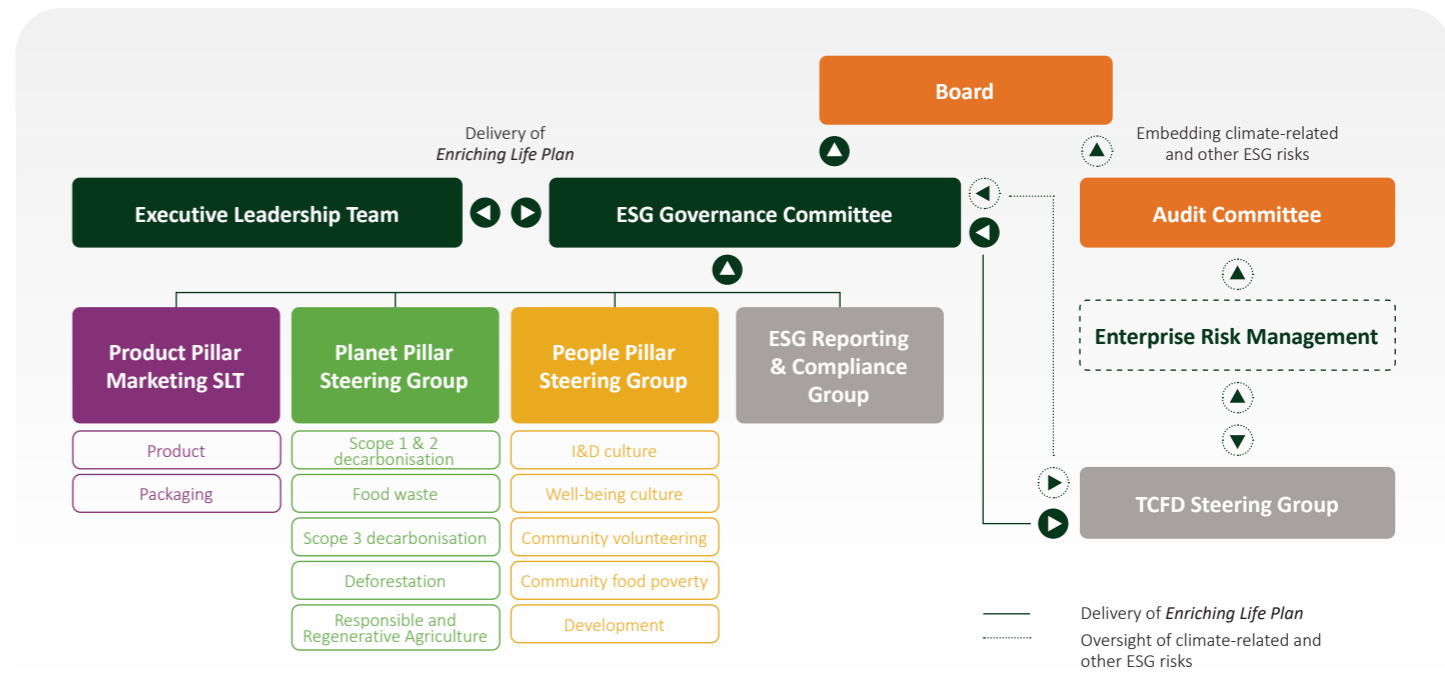 Board
Delivery of
Enriching Life Plan
Embedding climate-related
and other ESG risks
Executive Leadership Team
ESG Governance Committee
Audit Committee
Product Pillar
Marketing SLT
Planet Pillar
Steering Group
People Pillar
Steering Group
ESG Reporting
& Compliance
Group
Enterprise Risk Management
Product
Packaging
Scope 1 & 2
decarbonisation
Food waste
Scope 3 decarbonisation
Deforestation
Responsible and
Regenerative Agriculture
I&D culture
Well-being culture
Community volunteering
Community food poverty
Development
TCFD Steering Group
Delivery of Enriching Life Plan
Oversight of climate-related and
other ESG risks